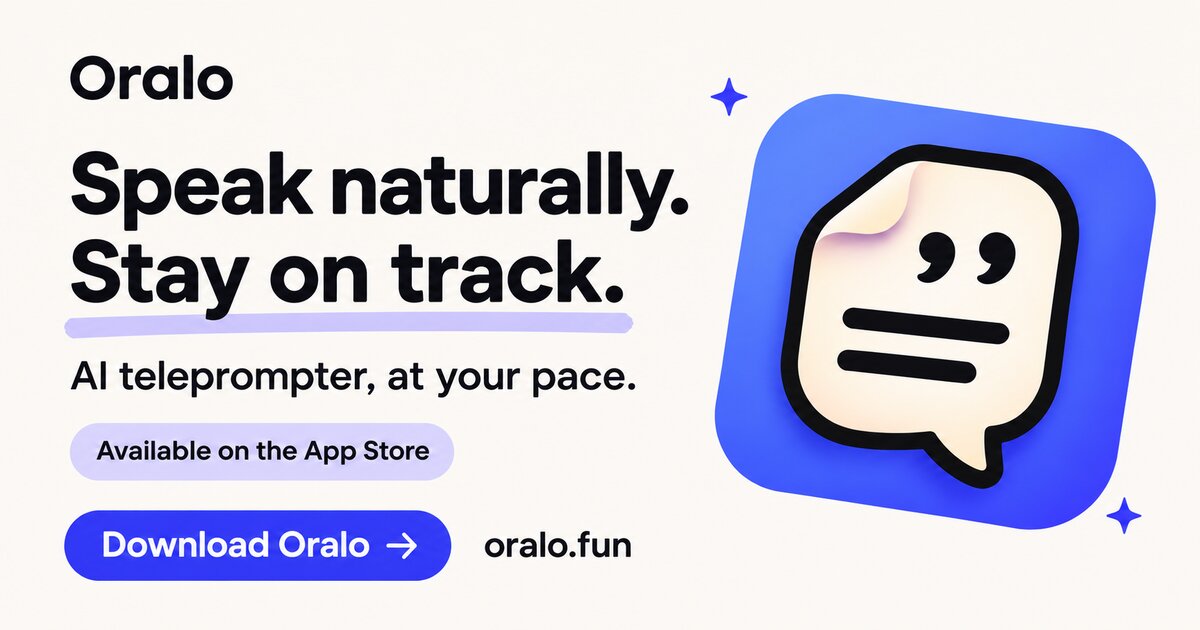 Oralo
Speak naturally.
Stay on track.
AI teleprompter, at your pace.
Available on the App Store
Download Oralo →
oralo.fun